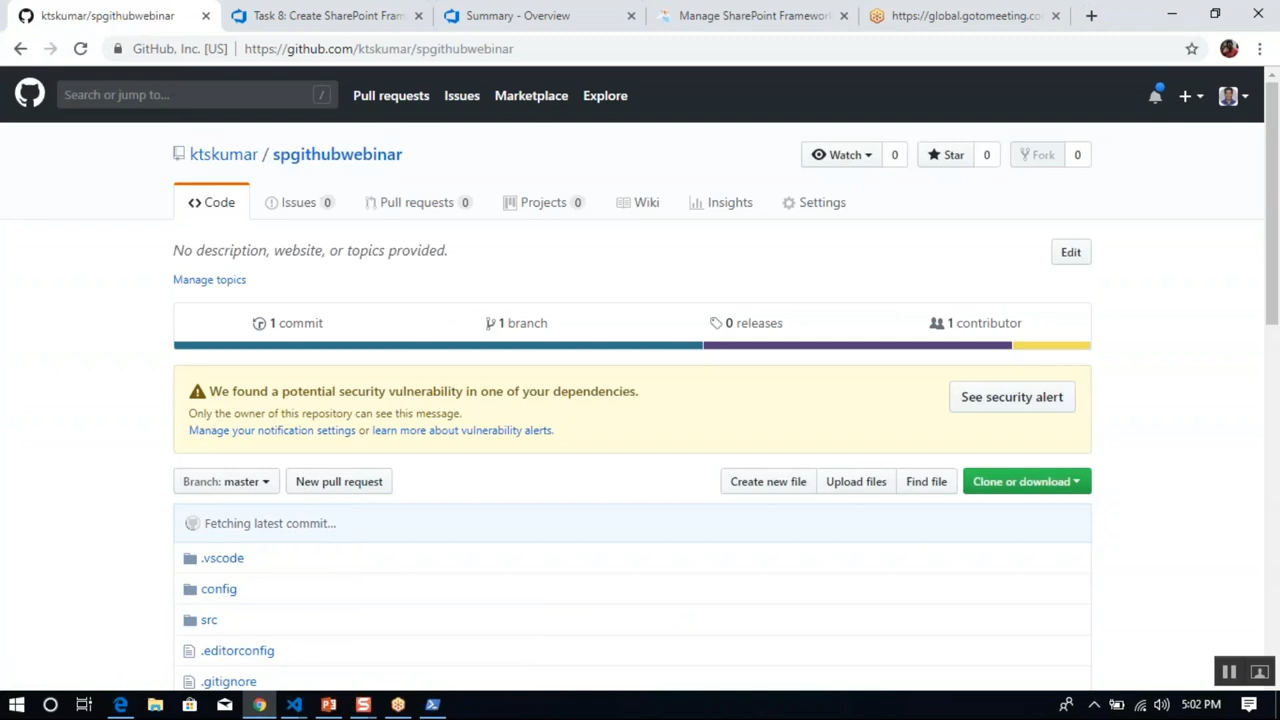 ktskumar/spgithubwebinar
Task 8: Create SharePoint Fram
Summary - Overview
Manage SharePoint Framework
https://global.gotomeeting.co
GitHub, Inc. [US]
https://github.com/ktskumar/spgithubwebinar
Search or jump to...
/
Pull requests
Issues
Marketplace
Explore
ktskumar / spgithubwebinar
Watch 0
Star 0
Fork 0
Code
Issues 0
Pull requests 0
Projects 0
Wiki
Insights
Settings
No description, website, or topics provided.
Edit
Manage topics
1 commit
1 branch
0 releases
1 contributor
We found a potential security vulnerability in one of your dependencies.
Only the owner of this repository can see this message.
Manage your notification settings or learn more about vulnerability alerts.
See security alert
Branch: master
New pull request
Create new file
Upload files
Find file
Clone or download
Fetching latest commit...
.vscode
config
src
.editorconfig
.gitignore
5:02 PM